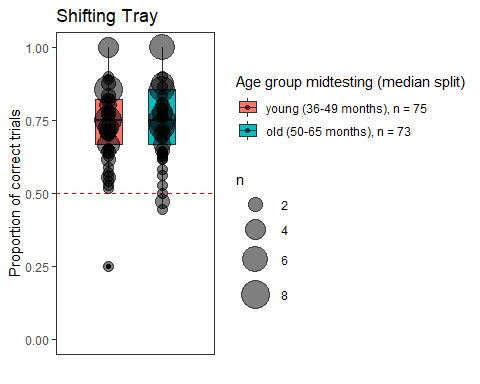 Shifting Tray
Proportion of correct trials
1.00
0.75
0.50
0.25
0.00
Age group midtesting (median split)
young (36-49 months), n = 75
old (50-65 months), n = 73
n
2
4
6
8